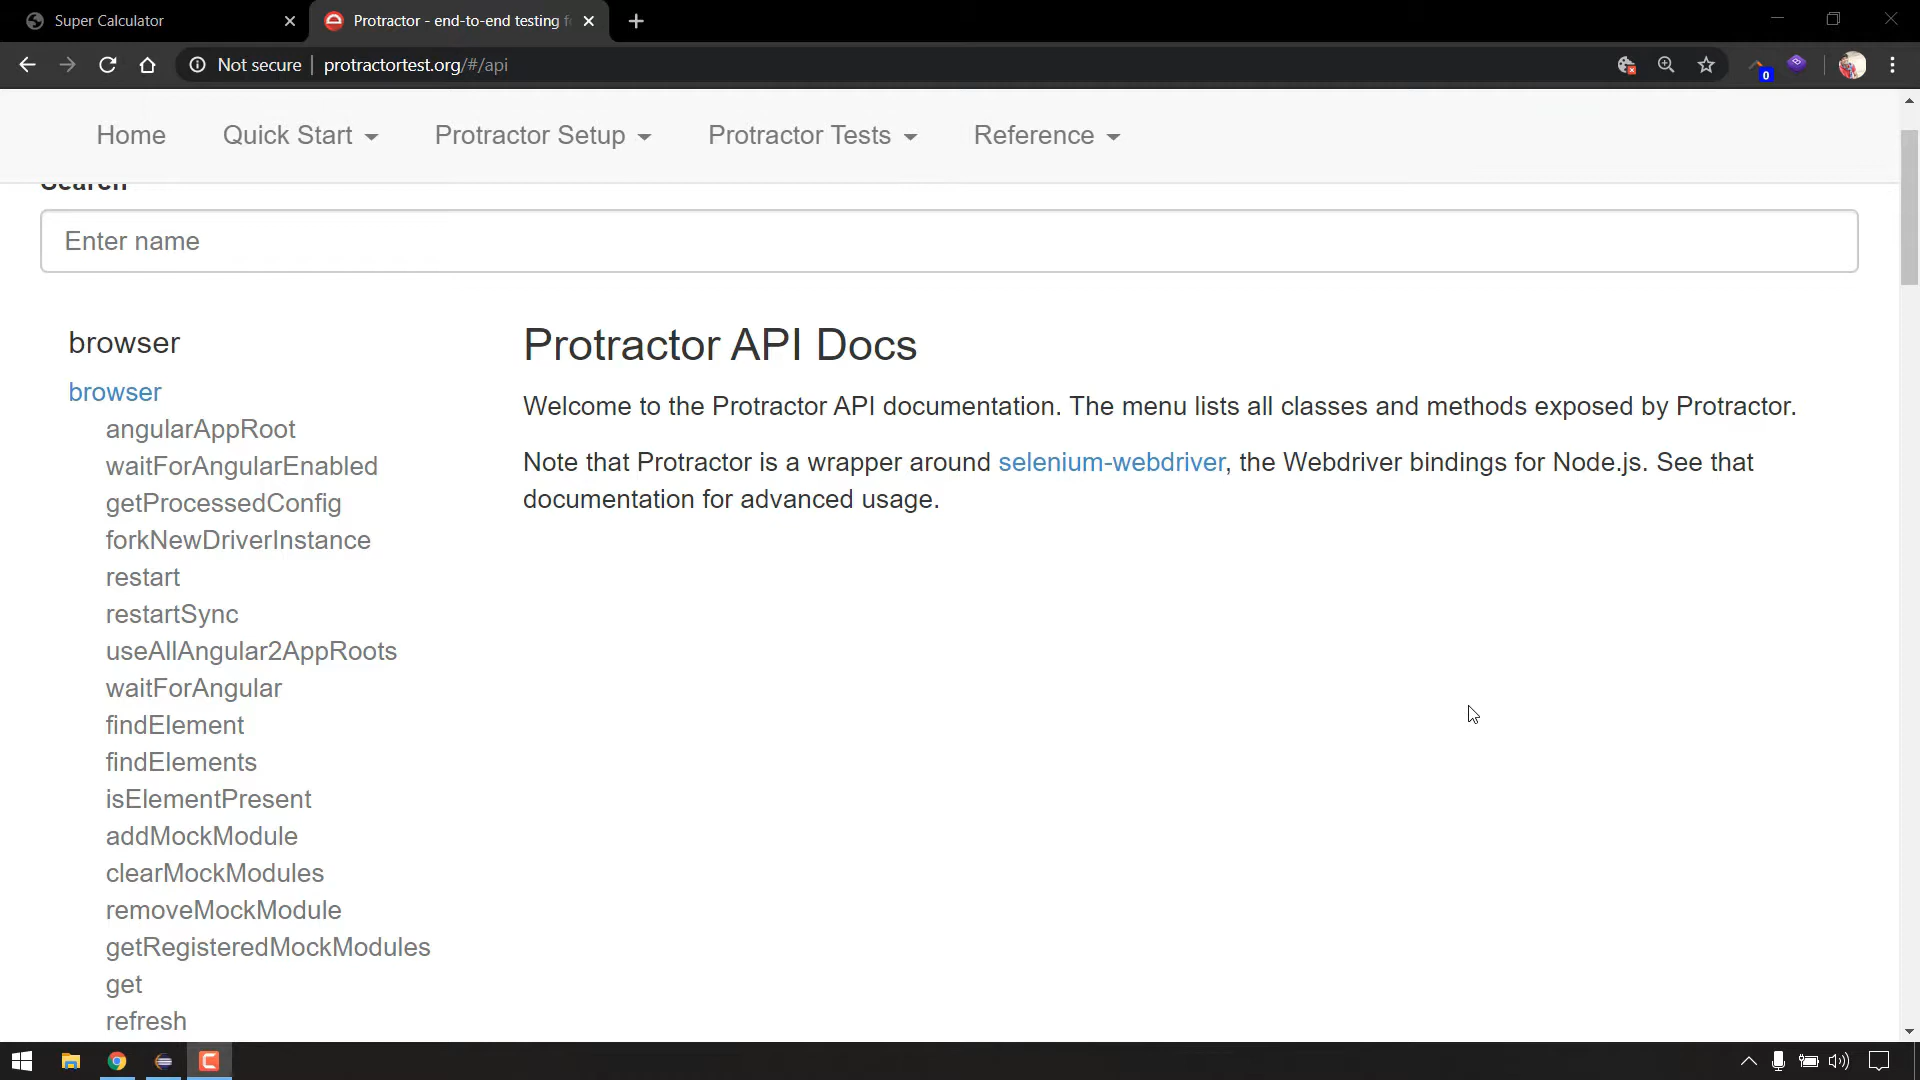 Super Calculator
Protractor - end-to-end testing f
Not secure
protractortest.org/#/api
0
Home
Quick Start
Protractor Setup
Protractor Tests
Reference
Search
Enter name
browser
browser
angularAppRoot
waitForAngularEnabled
getProcessedConfig
forkNewDriverInstance
restart
restartSync
useAllAngular2AppRoots
waitForAngular
findElement
findElements
isElementPresent
addMockModule
clearMockModules
removeMockModule
getRegisteredMockModules
get
refresh
Protractor API Docs
Welcome to the Protractor API documentation. The menu lists all classes and methods exposed by Protractor.
Note that Protractor is a wrapper around selenium-webdriver, the Webdriver bindings for Node.js. See that
documentation for advanced usage.